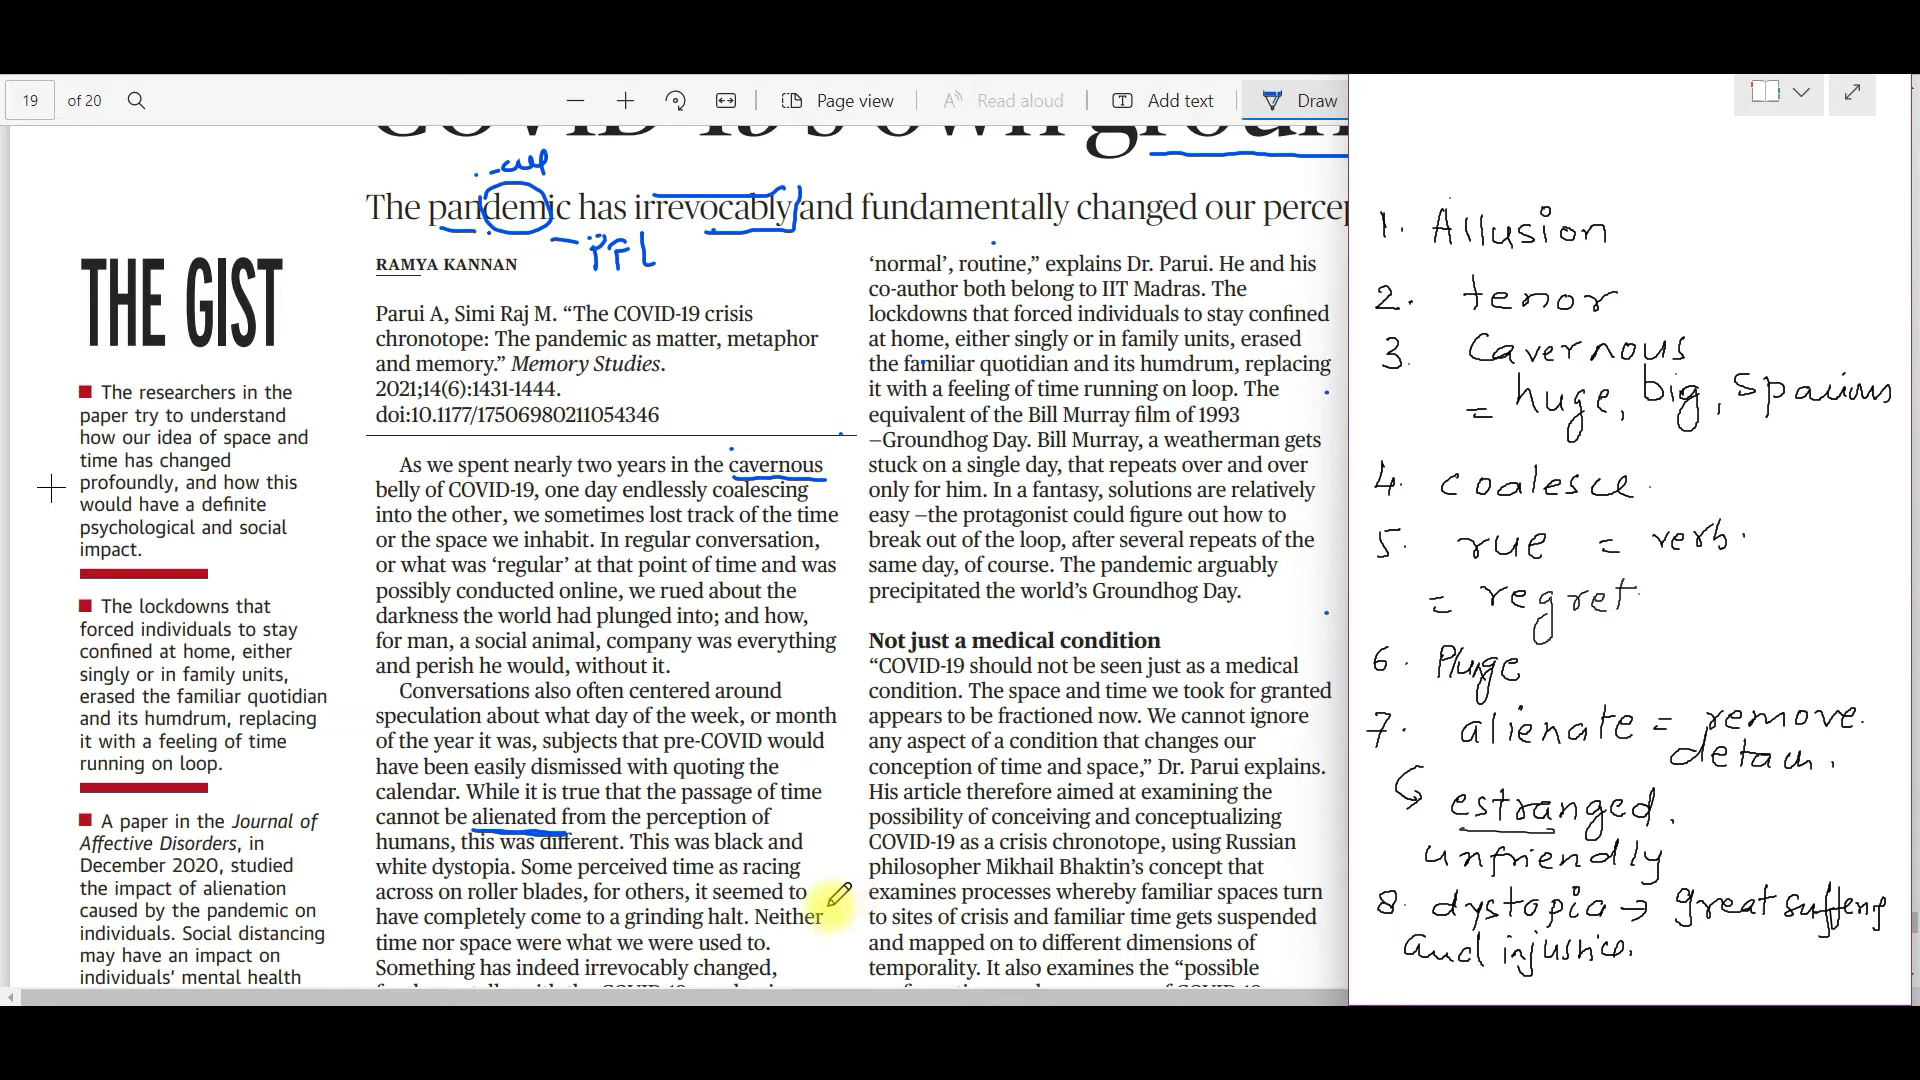 19 of 20
Page view
Read aloud
Add text
Draw
COVID-19's own groun
The pandemic has irrevocably and fundamentally changed our percep
PFL
THE GIST
The researchers in the
paper try to understand
how our idea of space and
time has changed
profoundly, and how this
would have a definite
psychological and social
impact.
The lockdowns that
forced individuals to stay
confined at home, either
singly or in family units,
erased the familiar quotidian
and its humdrum, replacing
it with a feeling of time
running on loop.
A paper in the Journal of
Affective Disorders, in
December 2020, studied
the impact of alienation
caused by the pandemic on
individuals. Social distancing
may have an impact on
individuals' mental health
RAMYA KANNAN
Parui A, Simi Raj M. “The COVID-19 crisis
chronotope: The pandemic as matter, metaphor
and memory.” Memory Studies.
2021;14(6):1431-1444.
doi:10.1177/17506980211054346
As we spent nearly two years in the cavernous
belly of COVID-19, one day endlessly coalescing
into the other, we sometimes lost track of the time
or the space we inhabit. In regular conversation,
or what was ‘regular’ at that point of time and was
possibly conducted online, we rued about the
darkness the world had plunged into; and how,
for man, a social animal, company was everything
and perish he would, without it.
Conversations also often centered around
speculation about what day of the week, or month
of the year it was, subjects that pre-COVID would
have been easily dismissed with quoting the
calendar. While it is true that the passage of time
cannot be alienated from the perception of
humans, this was different. This was black and
white dystopia. Some perceived time as racing
across on roller blades, for others, it seemed to
have completely come to a grinding halt. Neither
time nor space were what we were used to.
Something has indeed irrevocably changed,
‘normal’, routine,” explains Dr. Parui. He and his
co-author both belong to IIT Madras. The
lockdowns that forced individuals to stay confined
at home, either singly or in family units, erased
the familiar quotidian and its humdrum, replacing
it with a feeling of time running on loop. The
equivalent of the Bill Murray film of 1993
–Groundhog Day. Bill Murray, a weatherman gets
stuck on a single day, that repeats over and over
only for him. In a fantasy, solutions are relatively
easy –the protagonist could figure out how to
break out of the loop, after several repeats of the
same day, of course. The pandemic arguably
precipitated the world’s Groundhog Day.
Not just a medical condition
“COVID-19 should not be seen just as a medical
condition. The space and time we took for granted
appears to be fractioned now. We cannot ignore
any aspect of a condition that changes our
conception of time and space,” Dr. Parui explains.
His article therefore aimed at examining the
possibility of conceiving and conceptualizing
COVID-19 as a crisis chronotope, using Russian
philosopher Mikhail Bhaktin’s concept that
examines processes whereby familiar spaces turn
to sites of crisis and familiar time gets suspended
and mapped on to different dimensions of
temporality. It also examines the “possible
1. Allusion
2. tenor
3 Cavernous
= huge, big, spacious
4. coalesce
5. rue = verb.
= regret
6. Plunge
7. alienate = remove.
detach.
estranged.
unfriendly
8. dystopia → great suffering
and injustice.